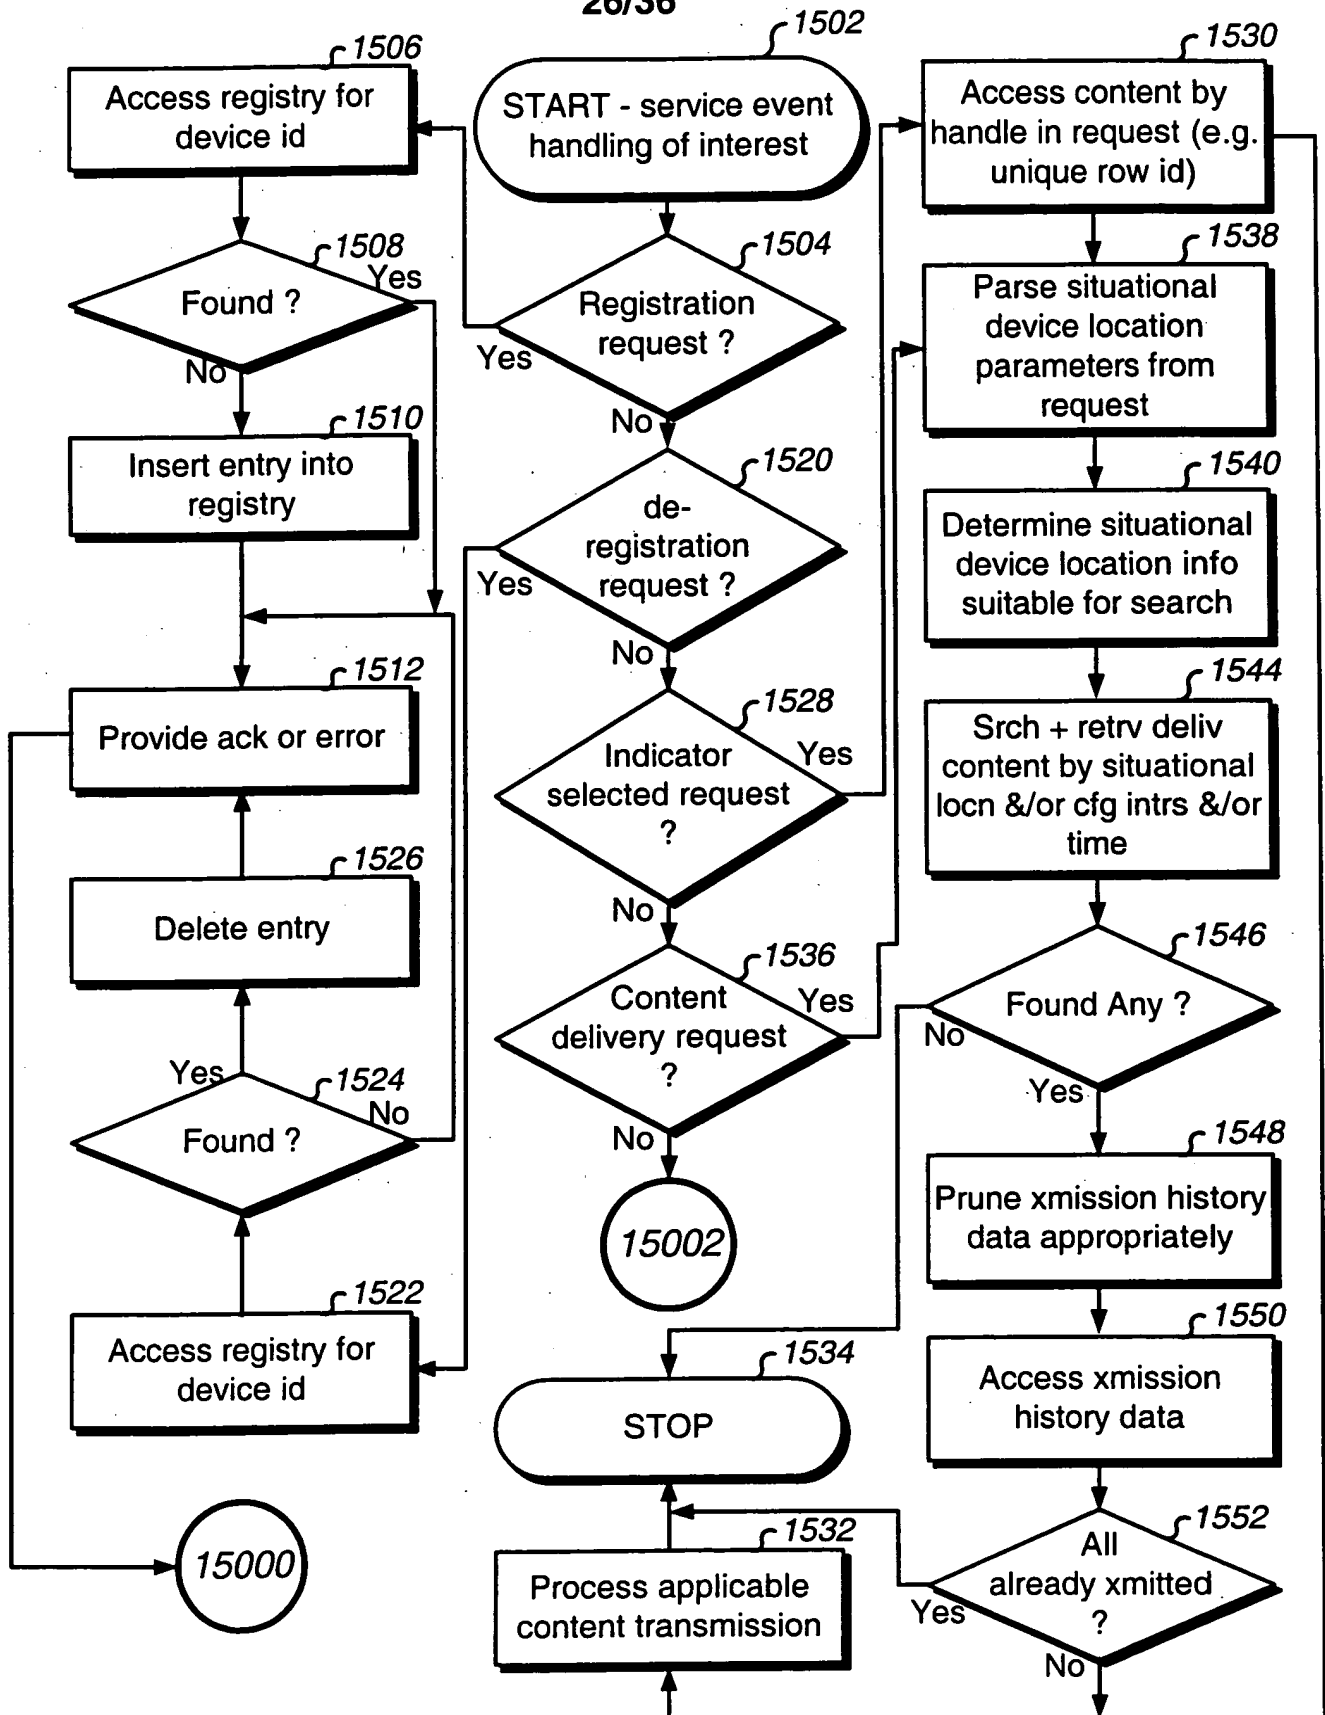 26/36
1502
START - service event
handling of interest
1504
Registration
request ?
Yes
No
1506
Access registry for
device id
1508
Found ?
Yes
No
1510
Insert entry into
registry
1512
Provide ack or error
1526
Delete entry
1524
Found ?
Yes
No
1522
Access registry for
device id
15000
1520
de-
registration
request ?
Yes
No
1528
Indicator
selected request
?
Yes
No
1536
Content
delivery request
?
Yes
No
15002
1534
STOP
1532
Process applicable
content transmission
1530
Access content by
handle in request (e.g.
unique row id)
1538
Parse situational
device location
parameters from
request
1540
Determine situational
device location info
suitable for search
1544
Srch + retrv deliv
content by situational
locn &/or cfg intrs &/or
time
1546
Found Any ?
No
Yes
1548
Prune xmission history
data appropriately
1550
Access xmission
history data
1552
All
already xmitted
?
Yes
No